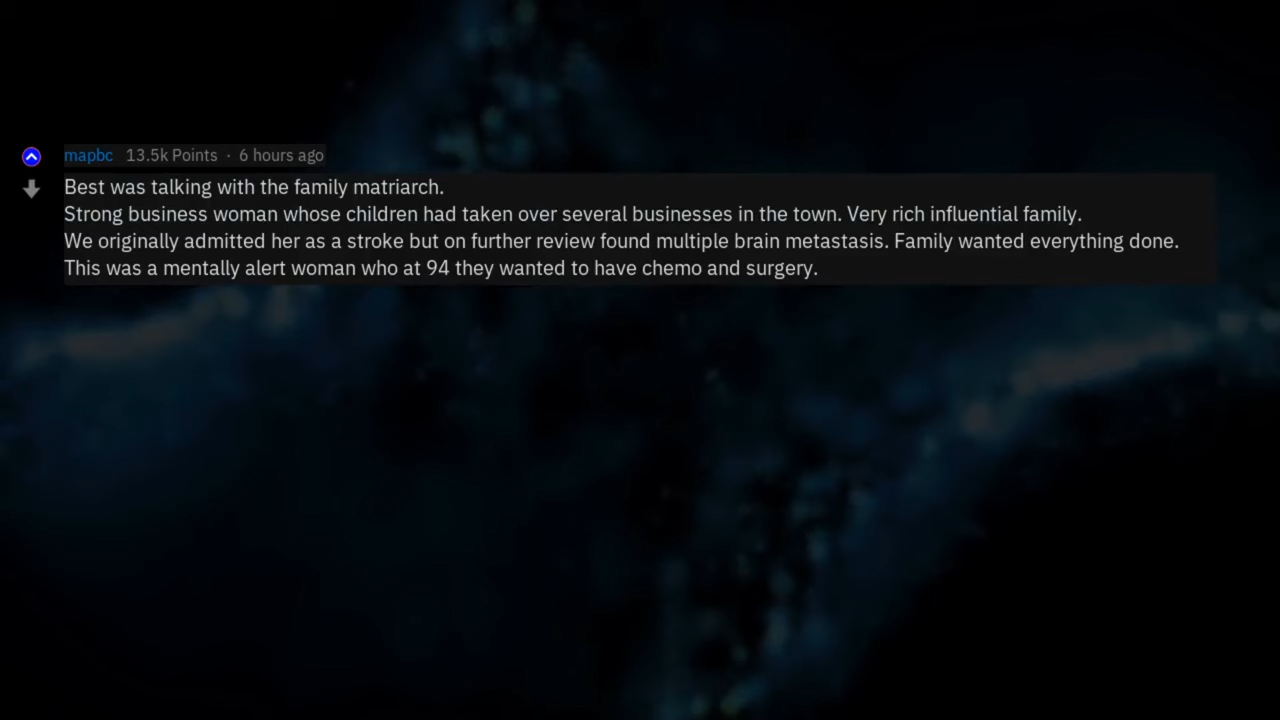 mapbc 13.5k Points · 6 hours ago
Best was talking with the family matriarch.
Strong business woman whose children had taken over several businesses in the town. Very rich influential family.
We originally admitted her as a stroke but on further review found multiple brain metastasis. Family wanted everything done.
This was a mentally alert woman who at 94 they wanted to have chemo and surgery.